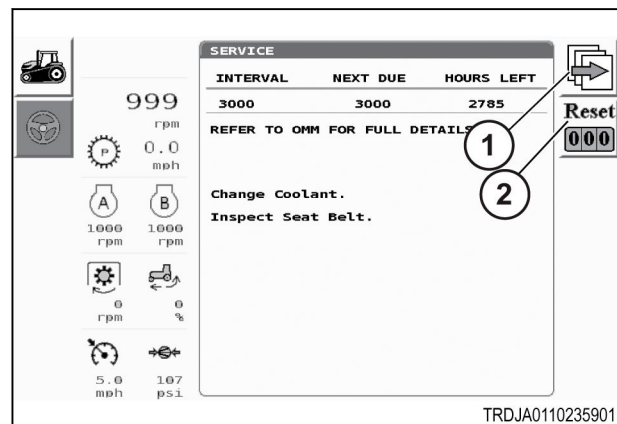 SERVICE
INTERVAL NEXT DUE HOURS LEFT
3000 3000 2785
REFER TO OMM FOR FULL DETAILS
Change Coolant.
Inspect Seat Belt.
999
rpm
P 0.0
mph
A B
1000 1000
rpm rpm
0 0
rpm %
5.0 107
mph psi
1
Reset
000
2
TRDJA0110235901